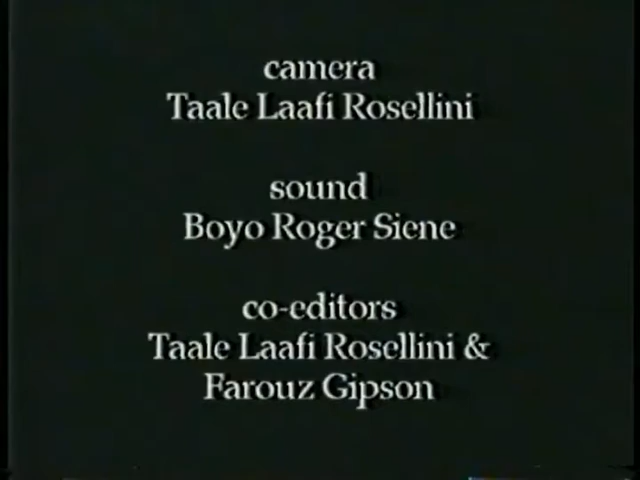 camera
Taale Laafi Rosellini
sound
Boyo Roger Siene
co-editors
Taale Laafi Rosellini &
Farouz Gipson